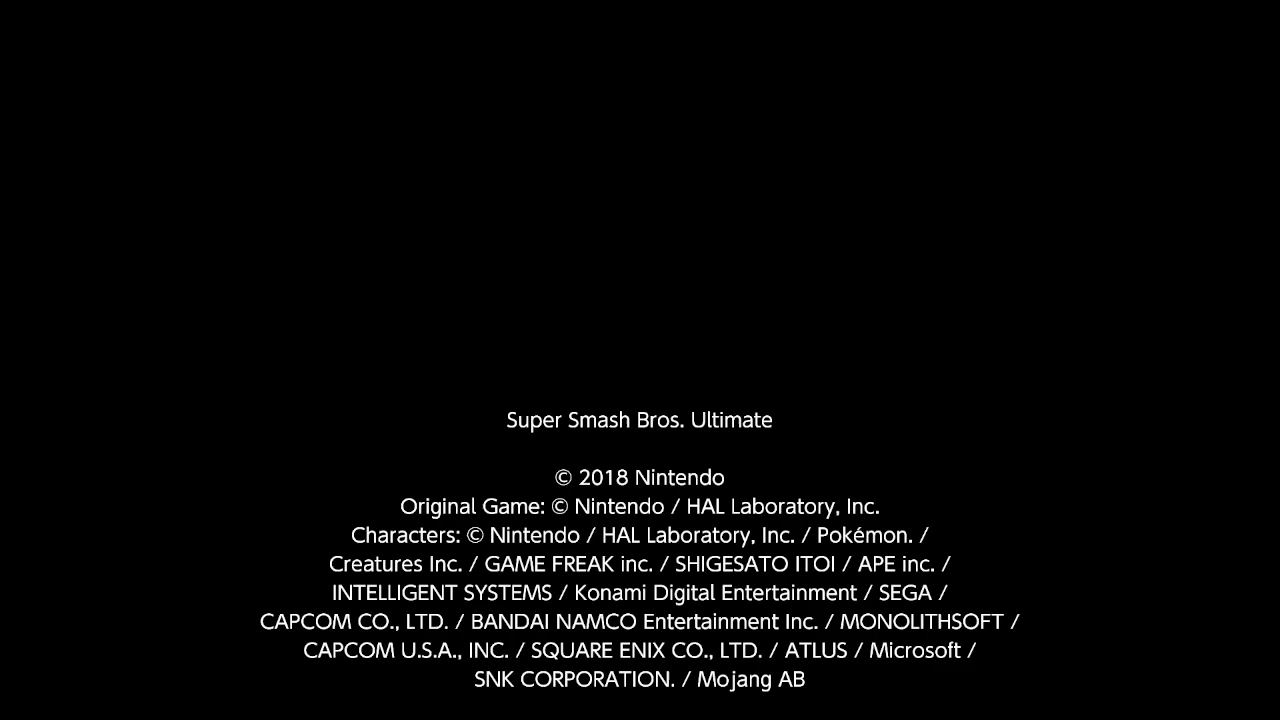 Super Smash Bros. Ultimate
© 2018 Nintendo
Original Game: © Nintendo / HAL Laboratory, Inc.
Characters: © Nintendo / HAL Laboratory, Inc. / Pokémon. /
Creatures Inc. / GAME FREAK inc. / SHIGESATO ITOI / APE inc. /
INTELLIGENT SYSTEMS / Konami Digital Entertainment / SEGA /
CAPCOM CO., LTD. / BANDAI NAMCO Entertainment Inc. / MONOLITHSOFT /
CAPCOM U.S.A., INC. / SQUARE ENIX CO., LTD. / ATLUS / Microsoft /
SNK CORPORATION. / Mojang AB